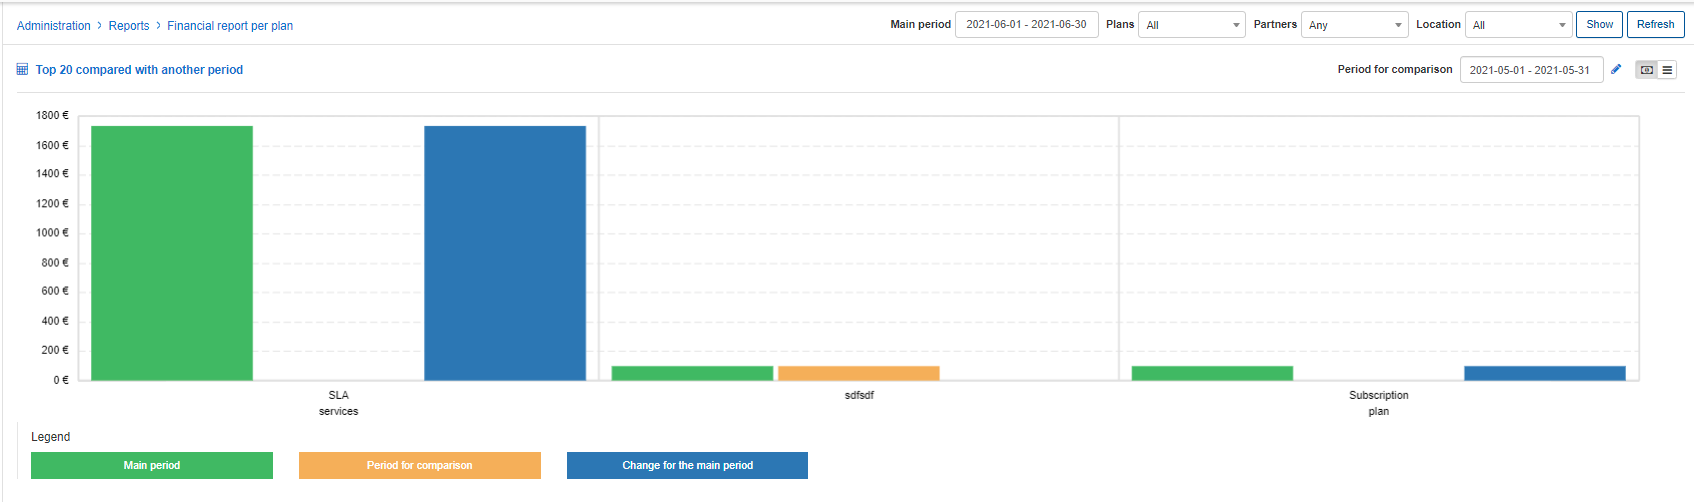 Administration > Reports > Financial report per plan
Main period 2021-06-01 - 2021-06-30 Plans All Partners Any Location All Show Refresh
Top 20 compared with another period
Period for comparison 2021-05-01 - 2021-05-31
1800 €
1600 €
1400 €
1200 €
1000 €
800 €
600 €
400 €
200 €
0 €
SLA
services
sdfsdf
Subscription
plan
Legend
Main period
Period for comparison
Change for the main period